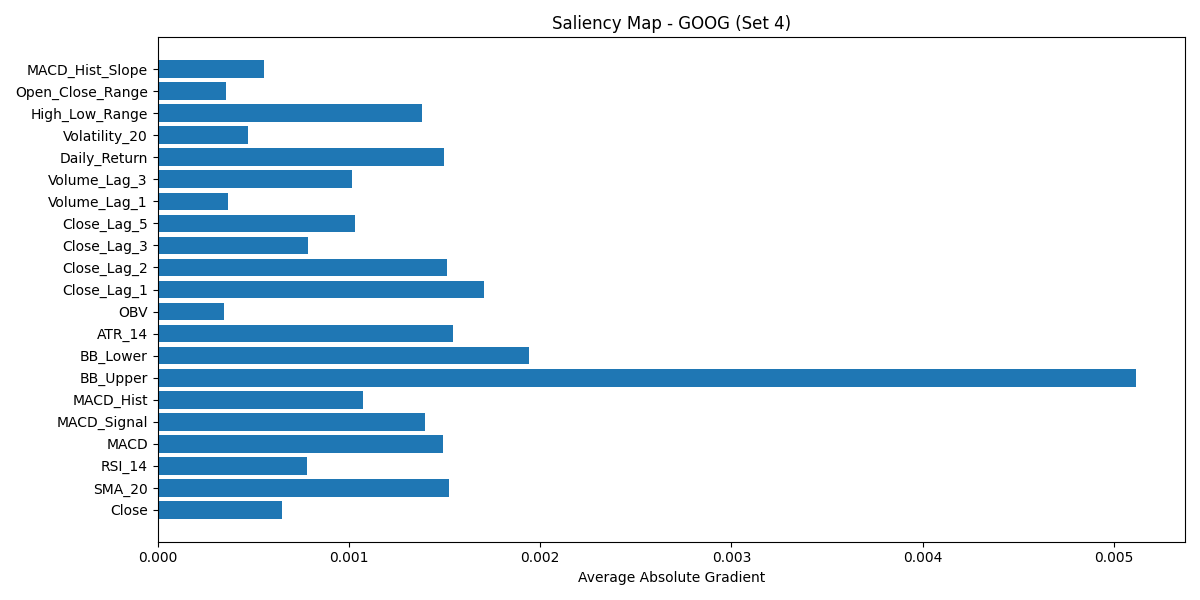 Saliency Map - GOOG (Set 4)
MACD_Hist_Slope
Open_Close_Range
High_Low_Range
Volatility_20
Daily_Return
Volume_Lag_3
Volume_Lag_1
Close_Lag_5
Close_Lag_3
Close_Lag_2
Close_Lag_1
OBV
ATR_14
BB_Lower
BB_Upper
MACD_Hist
MACD_Signal
MACD
RSI_14
SMA_20
Close
0.000 0.001 0.002 0.003 0.004 0.005
Average Absolute Gradient